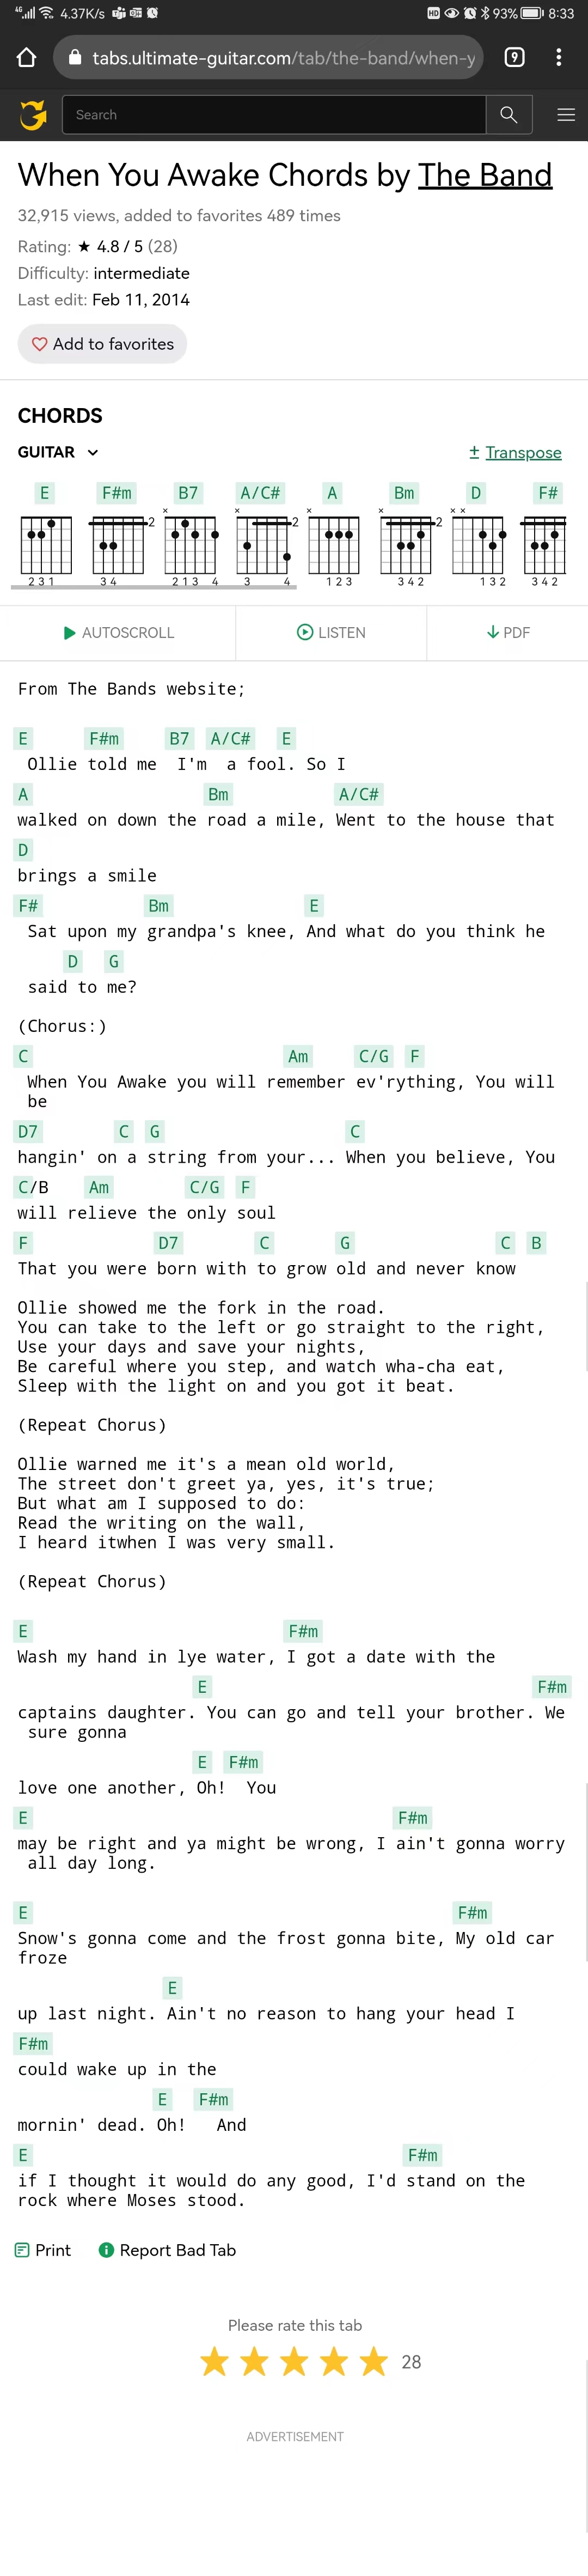 4G 4.37K/s HD 93% 8:33
tabs.ultimate-guitar.com/tab/the-band/when-y 9
Search
When You Awake Chords by The Band
32,915 views, added to favorites 489 times
Rating: ★ 4.8 / 5 (28)
Difficulty: intermediate
Last edit: Feb 11, 2014
Add to favorites
CHORDS
GUITAR
± Transpose
E F#m B7 A/C# A Bm D F#
x x x x x x
2 2 2
2 3 1 3 4 2 1 3 4 3 4 1 2 3 3 4 2 1 3 2 3 4 2
AUTOSCROLL LISTEN PDF
From The Bands website;
E F#m B7 A/C# E
Ollie told me I'm a fool. So I
A Bm A/C#
walked on down the road a mile, Went to the house that
D
brings a smile
F# Bm E
Sat upon my grandpa's knee, And what do you think he
D G
said to me?
(Chorus:)
C Am C/G F
When You Awake you will remember ev'rything, You will
be
D7 C G C
hangin' on a string from your... When you believe, You
C/B Am C/G F
will relieve the only soul
F D7 C G C B
That you were born with to grow old and never know
Ollie showed me the fork in the road.
You can take to the left or go straight to the right,
Use your days and save your nights,
Be careful where you step, and watch wha-cha eat,
Sleep with the light on and you got it beat.
(Repeat Chorus)
Ollie warned me it's a mean old world,
The street don't greet ya, yes, it's true;
But what am I supposed to do:
Read the writing on the wall,
I heard itwhen I was very small.
(Repeat Chorus)
E F#m
Wash my hand in lye water, I got a date with the
E F#m
captains daughter. You can go and tell your brother. We
sure gonna
E F#m
love one another, Oh! You
E F#m
may be right and ya might be wrong, I ain't gonna worry
all day long.
E F#m
Snow's gonna come and the frost gonna bite, My old car
froze
E
up last night. Ain't no reason to hang your head I
F#m
could wake up in the
E F#m
mornin' dead. Oh! And
E F#m
if I thought it would do any good, I'd stand on the
rock where Moses stood.
Print Report Bad Tab
Please rate this tab
28
ADVERTISEMENT